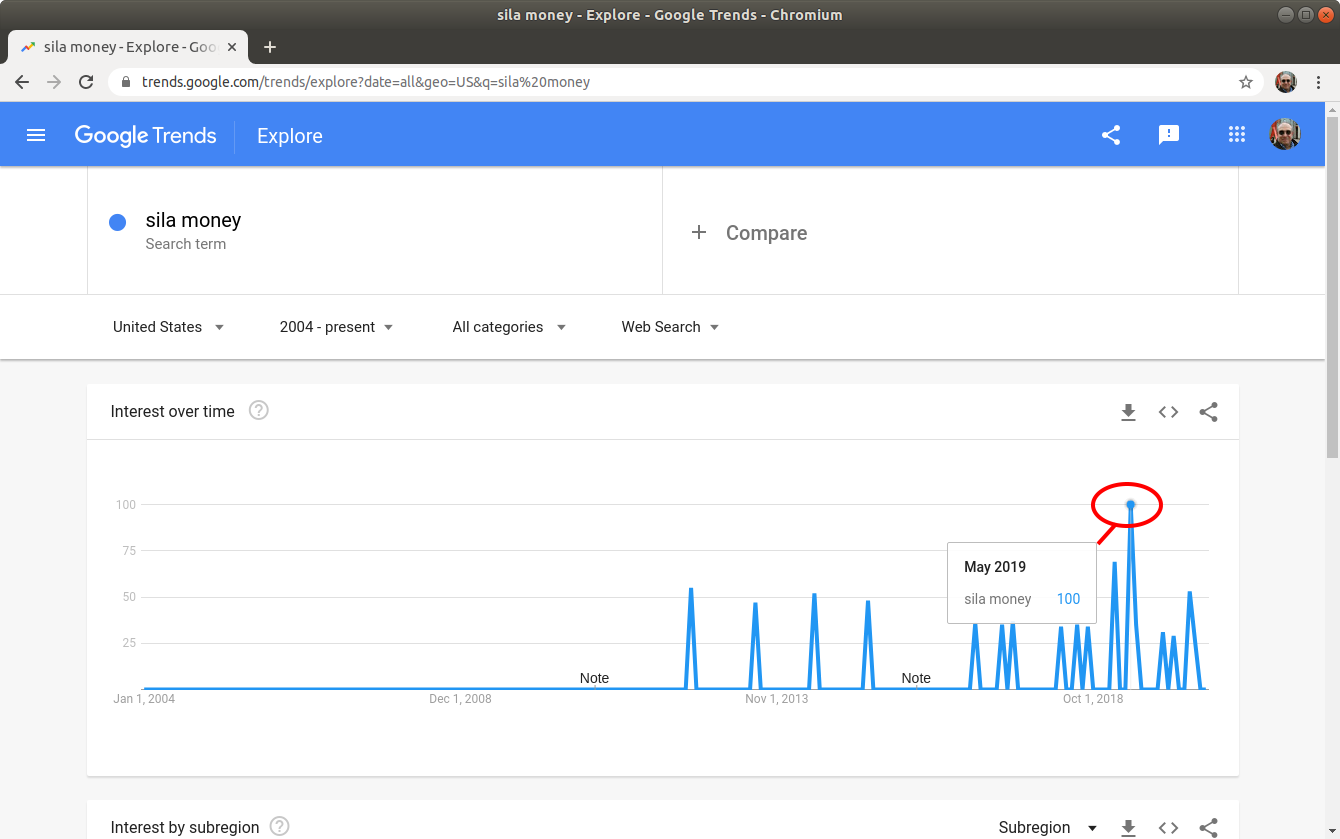 sila money - Explore - Google Trends - Chromium
sila money - Explore - Goo
trends.google.com/trends/explore?date=all&geo=US&q=sila%20money
Google Trends Explore
sila money
Search term
+ Compare
United States 2004 - present All categories Web Search
Interest over time
100
75
50
25
May 2019
sila money 100
Note Note
Jan 1, 2004 Dec 1, 2008 Nov 1, 2013 Oct 1, 2018
Interest by subregion Subregion